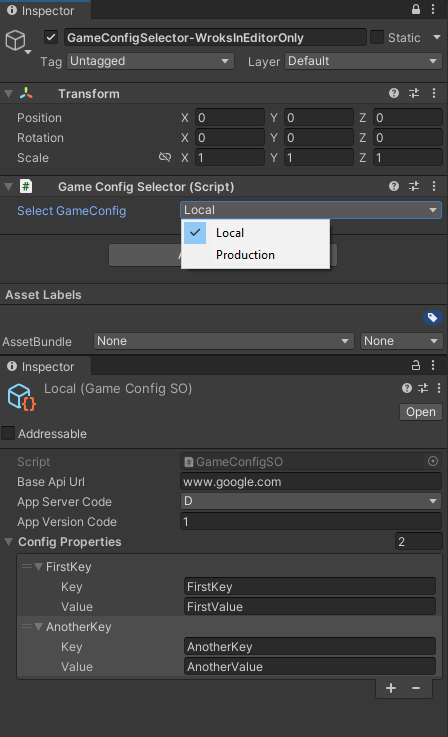 Inspector
GameConfigSelector-WroksInEditorOnly Static
Tag Untagged Layer Default
Transform
Position X 0 Y 0 Z 0
Rotation X 0 Y 0 Z 0
Scale X 1 Y 1 Z 1
# Game Config Selector (Script)
Select GameConfig Local
Local
Production
A
Asset Labels
AssetBundle None None
Inspector
Local (Game Config SO)
Open
Addressable
Script # GameConfigSO
Base Api Url www.google.com
App Server Code D
App Version Code 1
Config Properties 2
FirstKey
Key FirstKey
Value FirstValue
AnotherKey
Key AnotherKey
Value AnotherValue
+ −